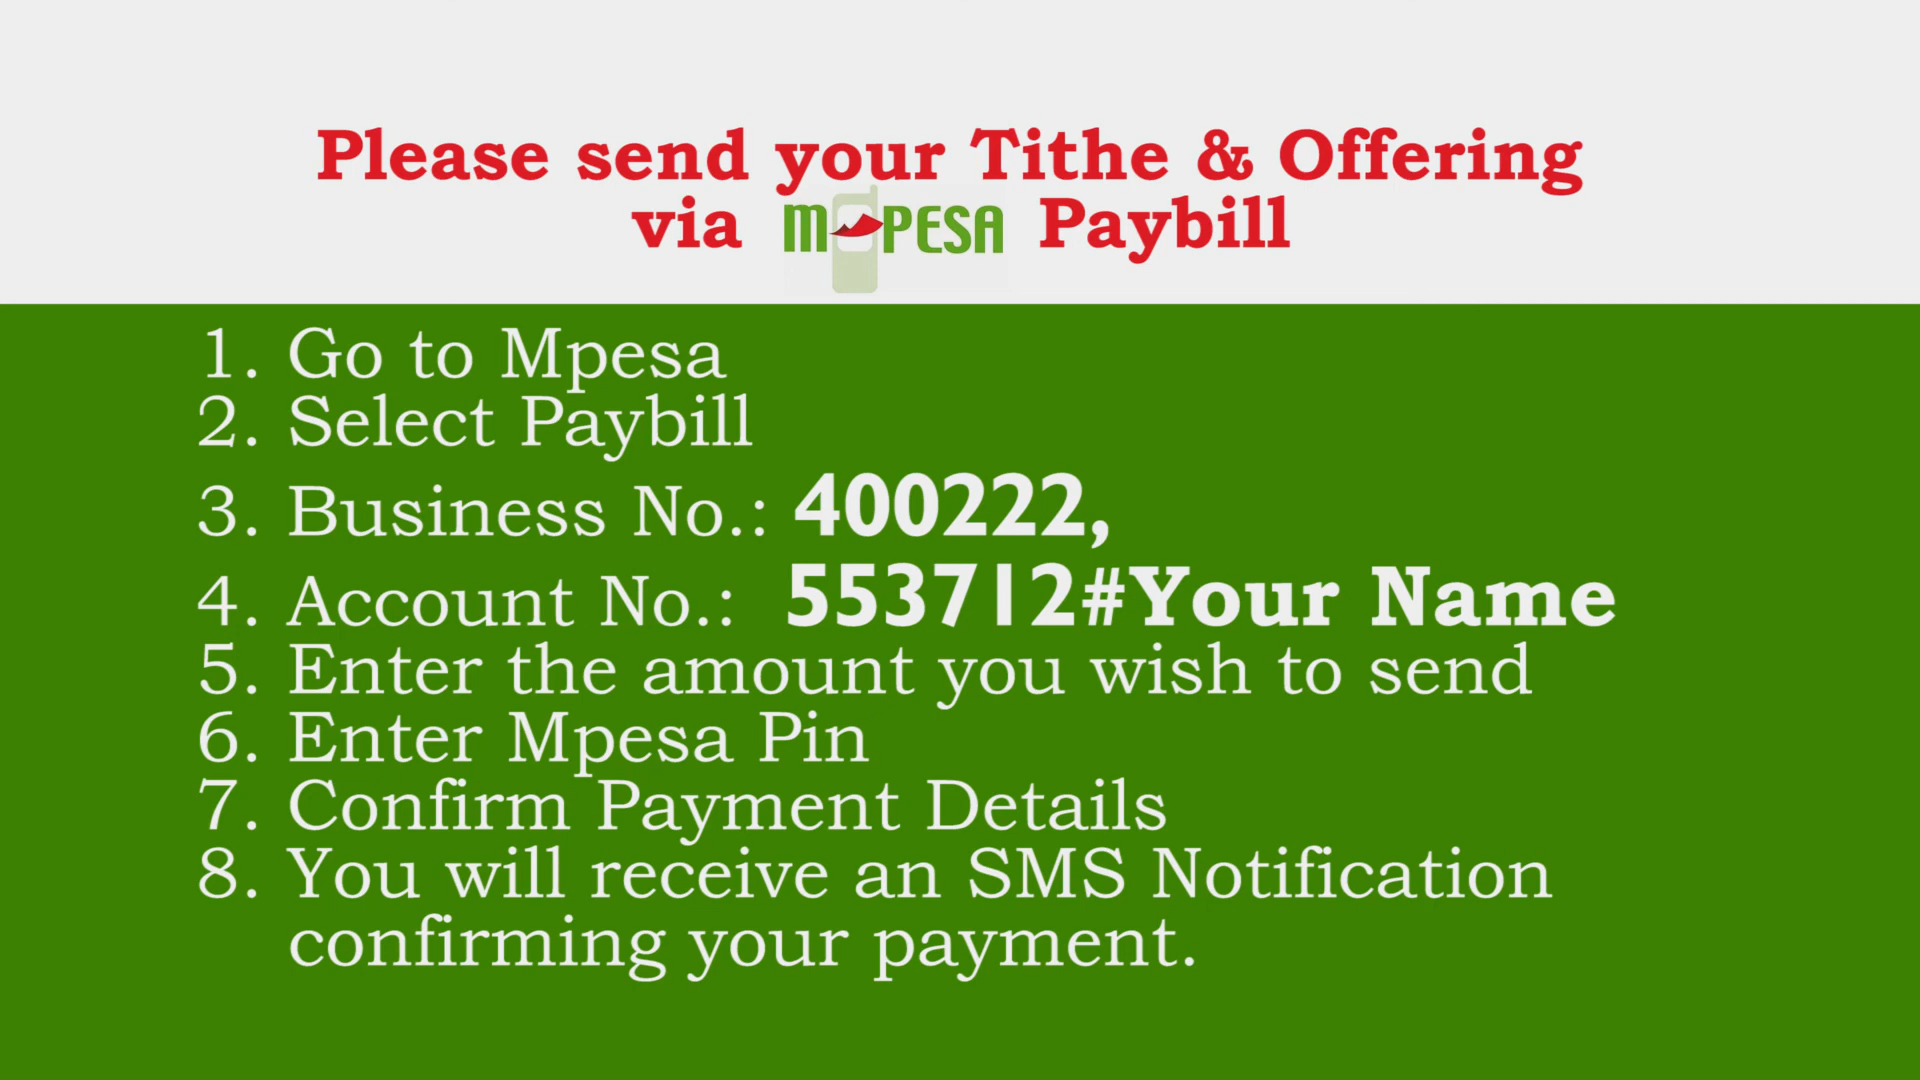 Please send your Tithe & Offering
via M-PESA Paybill
1. Go to Mpesa
2. Select Paybill
3. Business No.: 400222,
4. Account No.: 553712#Your Name
5. Enter the amount you wish to send
6. Enter Mpesa Pin
7. Confirm Payment Details
8. You will receive an SMS Notification
confirming your payment.